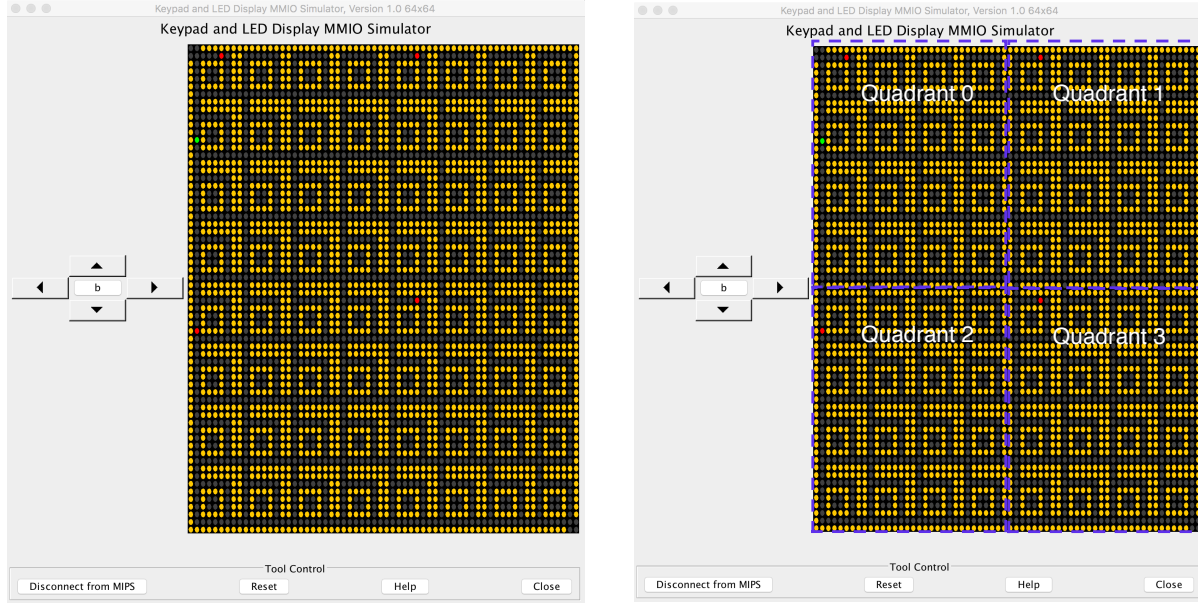 Keypad and LED Display MMIO Simulator, Version 1.0 64x64
Keypad and LED Display MMIO Simulator
b
Tool Control
Disconnect from MIPS
Reset
Help
Close
Keypad and LED Display MMIO Simulator, Version 1.0 64x64
Keypad and LED Display MMIO Simulator
Quadrant 0
Quadrant 1
b
Quadrant 2
Quadrant 3
Tool Control
Disconnect from MIPS
Reset
Help
Close